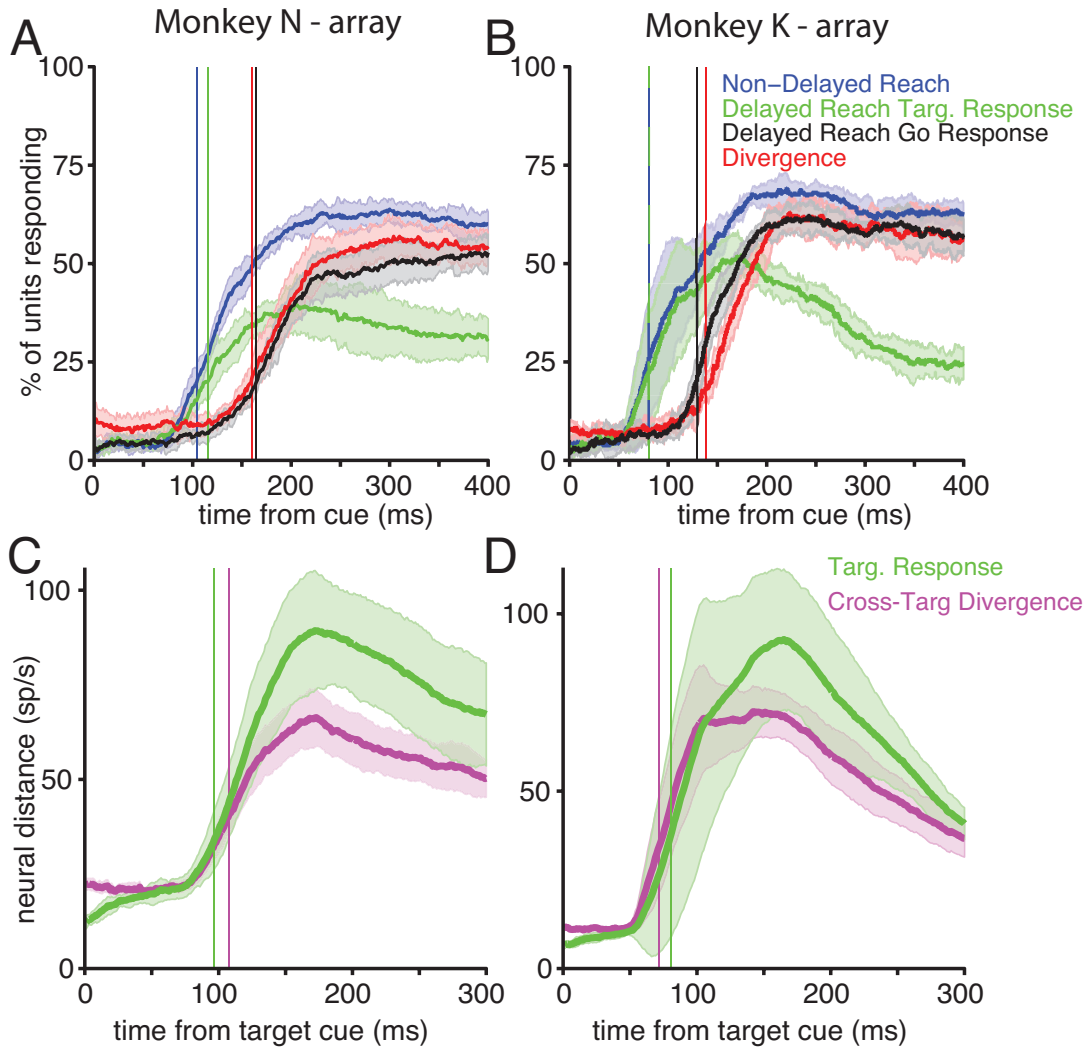 Monkey N - array
Monkey K - array
A
B
100
75
50
25
0
% of units responding
0
100
200
300
400
time from cue (ms)
100
75
50
25
0
0
100
200
300
400
time from cue (ms)
Non–Delayed Reach
Delayed Reach Targ. Response
Delayed Reach Go Response
Divergence
C
D
100
50
0
neural distance (sp/s)
0
100
200
300
time from target cue (ms)
100
50
0
0
100
200
300
time from target cue (ms)
Targ. Response
Cross-Targ Divergence